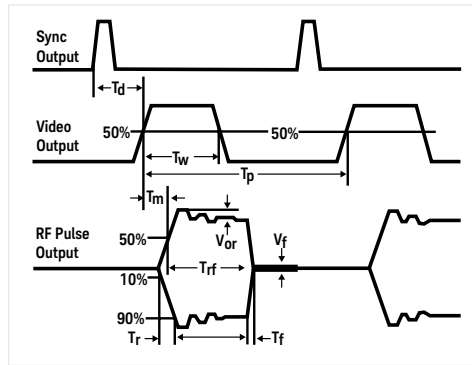 Sync
Output
Td
Video
Output
50%
50%
Tw
Tp
Tm
RF Pulse
Output
50%
Vor
Vf
Trf
10%
90%
Tr
Tf